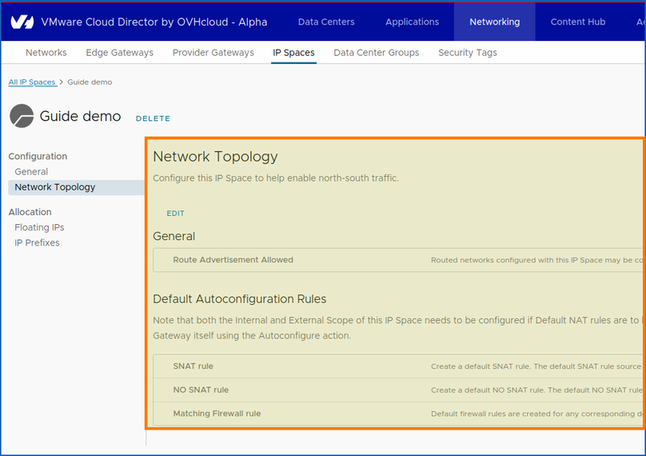 VMware Cloud Director by OVHcloud - Alpha Data Centers Applications Networking Content Hub
Networks Edge Gateways Provider Gateways IP Spaces Data Center Groups Security Tags
All IP Spaces > Guide demo
Guide demo DELETE
Configuration
General
Network Topology
Allocation
Floating IPs
IP Prefixes
Network Topology
Configure this IP Space to help enable north-south traffic.
EDIT
General
Route Advertisement Allowed Routed networks configured with this IP Space may be
Default Autoconfiguration Rules
Note that both the Internal and External Scope of this IP Space needs to be configured if Default NAT rules are to
Gateway itself using the Autoconfigure action.
SNAT rule Create a default SNAT rule. The default SNAT rule source
NO SNAT rule Create a default NO SNAT rule. The default NO SNAT rule
Matching Firewall rule Default firewall rules are created for any corresponding